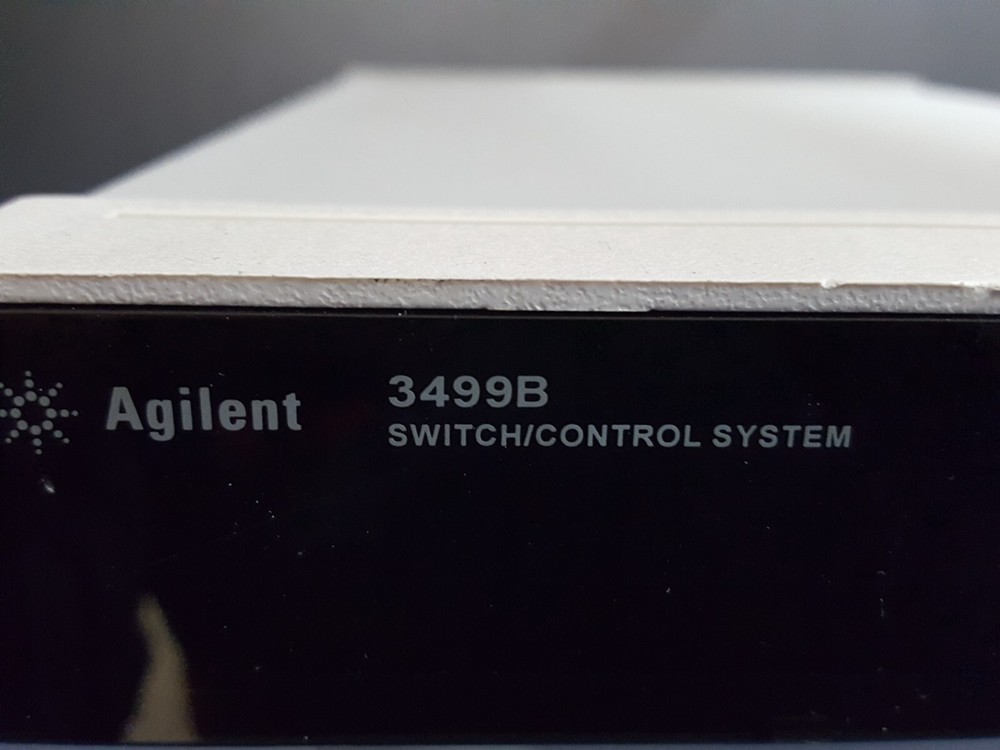 Agilent
3499B
SWITCH/CONTROL SYSTEM